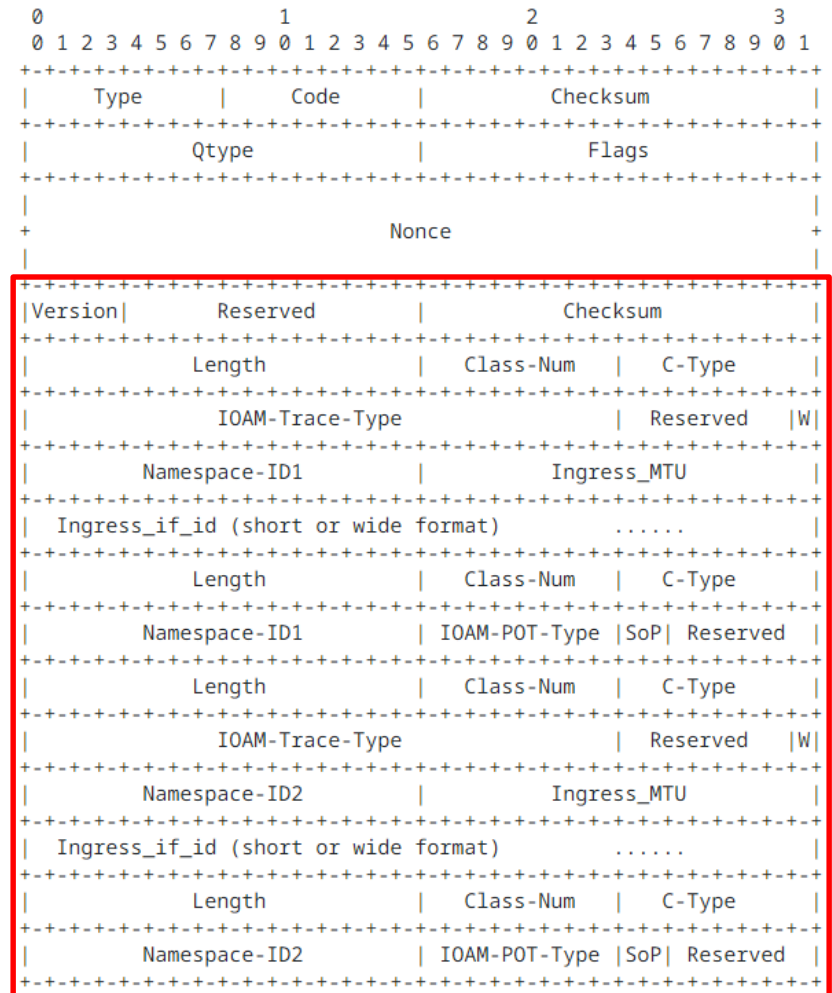 0                   1                   2                   3
0 1 2 3 4 5 6 7 8 9 0 1 2 3 4 5 6 7 8 9 0 1 2 3 4 5 6 7 8 9 0 1
+-+-+-+-+-+-+-+-+-+-+-+-+-+-+-+-+-+-+-+-+-+-+-+-+-+-+-+-+-+-+-+-+
|     Type      |     Code      |          Checksum             |
+-+-+-+-+-+-+-+-+-+-+-+-+-+-+-+-+-+-+-+-+-+-+-+-+-+-+-+-+-+-+-+-+
|             Qtype             |             Flags             |
+-+-+-+-+-+-+-+-+-+-+-+-+-+-+-+-+-+-+-+-+-+-+-+-+-+-+-+-+-+-+-+-+
|                                                               |
+                             Nonce                             +
|                                                               |
+-+-+-+-+-+-+-+-+-+-+-+-+-+-+-+-+-+-+-+-+-+-+-+-+-+-+-+-+-+-+-+-+
|Version|       Reserved        |           Checksum            |
+-+-+-+-+-+-+-+-+-+-+-+-+-+-+-+-+-+-+-+-+-+-+-+-+-+-+-+-+-+-+-+-+
|             Length            |   Class-Num   |   C-Type      |
+-+-+-+-+-+-+-+-+-+-+-+-+-+-+-+-+-+-+-+-+-+-+-+-+-+-+-+-+-+-+-+-+
|               IOAM-Trace-Type                 |  Reserved   |W|
+-+-+-+-+-+-+-+-+-+-+-+-+-+-+-+-+-+-+-+-+-+-+-+-+-+-+-+-+-+-+-+-+
|         Namespace-ID1         |          Ingress_MTU          |
+-+-+-+-+-+-+-+-+-+-+-+-+-+-+-+-+-+-+-+-+-+-+-+-+-+-+-+-+-+-+-+-+
|  Ingress_if_id (short or wide format)         ......          |
+-+-+-+-+-+-+-+-+-+-+-+-+-+-+-+-+-+-+-+-+-+-+-+-+-+-+-+-+-+-+-+-+
|             Length            |   Class-Num   |   C-Type      |
+-+-+-+-+-+-+-+-+-+-+-+-+-+-+-+-+-+-+-+-+-+-+-+-+-+-+-+-+-+-+-+-+
|         Namespace-ID1         | IOAM-POT-Type |SoP| Reserved  |
+-+-+-+-+-+-+-+-+-+-+-+-+-+-+-+-+-+-+-+-+-+-+-+-+-+-+-+-+-+-+-+-+
|             Length            |   Class-Num   |   C-Type      |
+-+-+-+-+-+-+-+-+-+-+-+-+-+-+-+-+-+-+-+-+-+-+-+-+-+-+-+-+-+-+-+-+
|               IOAM-Trace-Type                 |  Reserved   |W|
+-+-+-+-+-+-+-+-+-+-+-+-+-+-+-+-+-+-+-+-+-+-+-+-+-+-+-+-+-+-+-+-+
|         Namespace-ID2         |          Ingress_MTU          |
+-+-+-+-+-+-+-+-+-+-+-+-+-+-+-+-+-+-+-+-+-+-+-+-+-+-+-+-+-+-+-+-+
|  Ingress_if_id (short or wide format)         ......          |
+-+-+-+-+-+-+-+-+-+-+-+-+-+-+-+-+-+-+-+-+-+-+-+-+-+-+-+-+-+-+-+-+
|             Length            |   Class-Num   |   C-Type      |
+-+-+-+-+-+-+-+-+-+-+-+-+-+-+-+-+-+-+-+-+-+-+-+-+-+-+-+-+-+-+-+-+
|         Namespace-ID2         | IOAM-POT-Type |SoP| Reserved  |
+-+-+-+-+-+-+-+-+-+-+-+-+-+-+-+-+-+-+-+-+-+-+-+-+-+-+-+-+-+-+-+-+